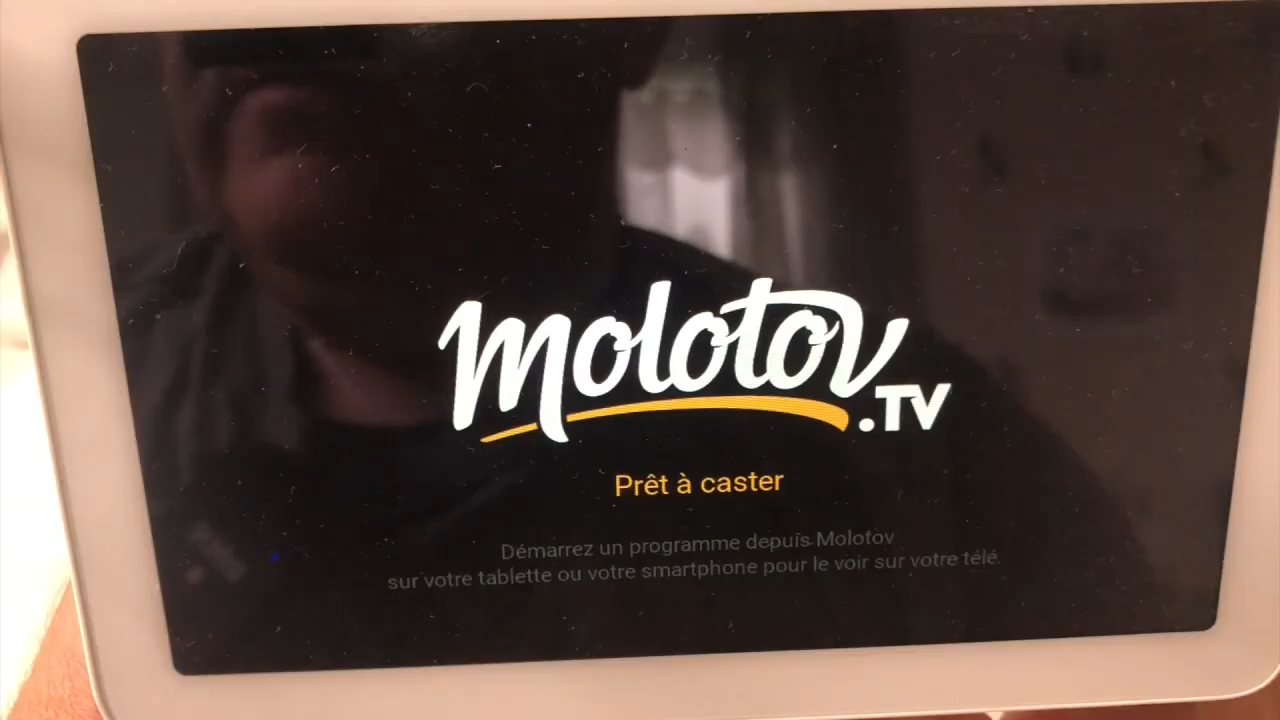 molotov.TV
Prêt à caster
Démarrez un programme depuis Molotov
sur votre tablette ou votre smartphone pour le voir sur votre télé.